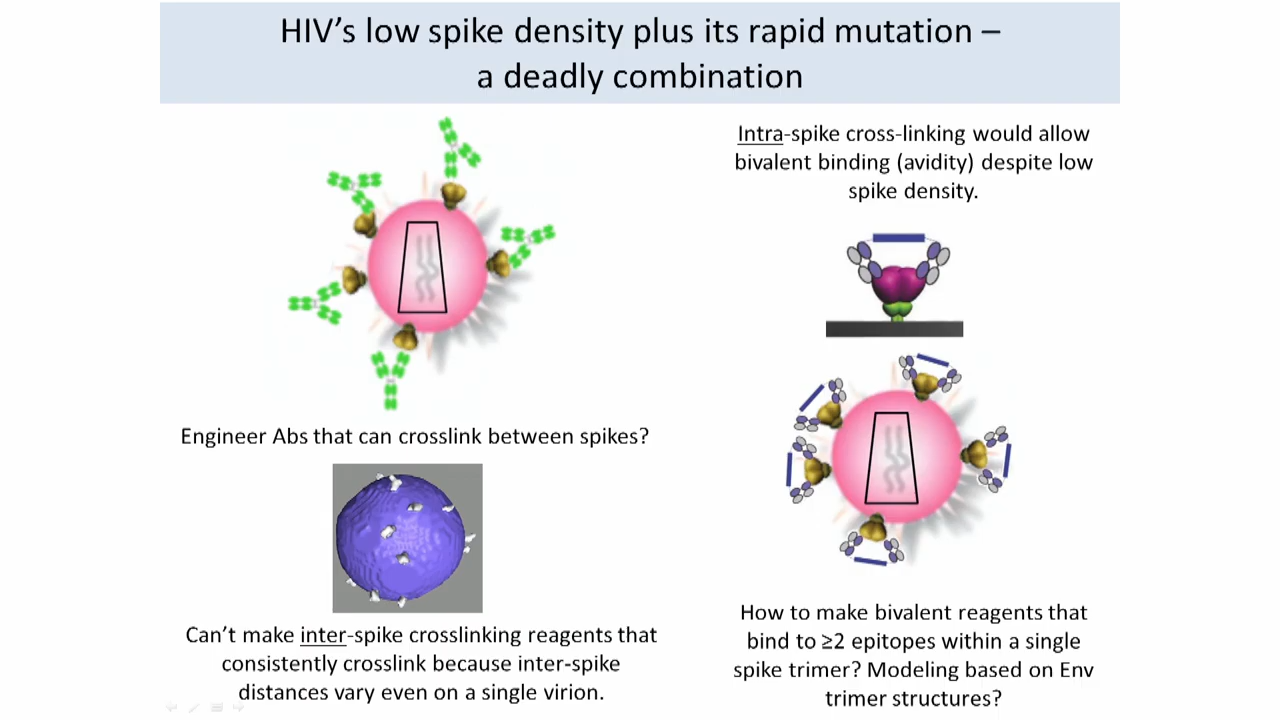 HIV’s low spike density plus its rapid mutation –
a deadly combination
Engineer Abs that can crosslink between spikes?
Can’t make inter-spike crosslinking reagents that
consistently crosslink because inter-spike
distances vary even on a single virion.
Intra-spike cross-linking would allow
bivalent binding (avidity) despite low
spike density.
How to make bivalent reagents that
bind to ≥2 epitopes within a single
spike trimer? Modeling based on Env
trimer structures?